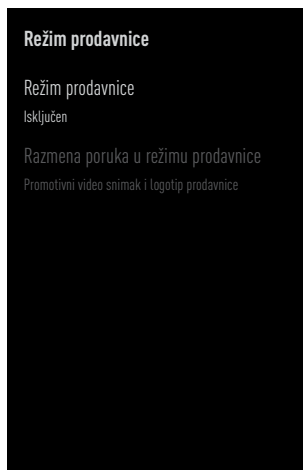 Režim prodavnice
Režim prodavnice
Isključen
Razmena poruka u režimu prodavnice
Promotivni video snimak i logotip prodavnice